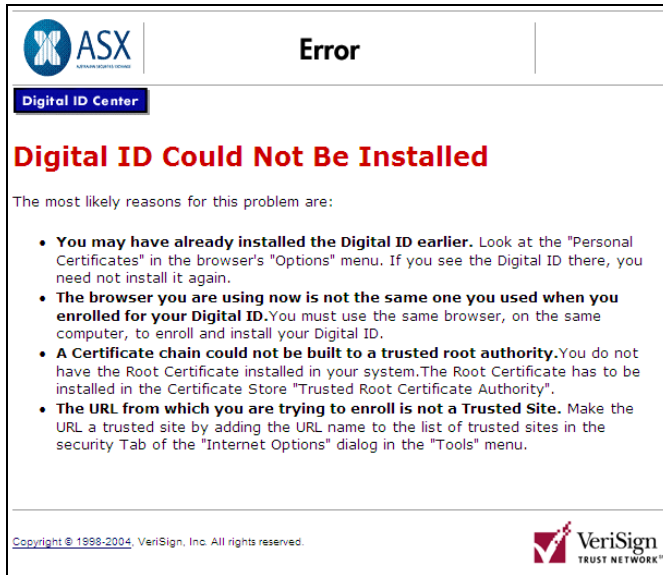 ASX
AUSTRALIAN SECURITIES EXCHANGE
Error
Digital ID Center
Digital ID Could Not Be Installed
The most likely reasons for this problem are:
• You may have already installed the Digital ID earlier. Look at the "Personal
Certificates" in the browser's "Options" menu. If you see the Digital ID there, you
need not install it again.
• The browser you are using now is not the same one you used when you
enrolled for your Digital ID.You must use the same browser, on the same
computer, to enroll and install your Digital ID.
• A Certificate chain could not be built to a trusted root authority.You do not
have the Root Certificate installed in your system.The Root Certificate has to be
installed in the Certificate Store "Trusted Root Certificate Authority".
• The URL from which you are trying to enroll is not a Trusted Site. Make the
URL a trusted site by adding the URL name to the list of trusted sites in the
security Tab of the "Internet Options" dialog in the "Tools" menu.
Copyright © 1998-2004, VeriSign, Inc. All rights reserved.
VeriSign
TRUST NETWORK